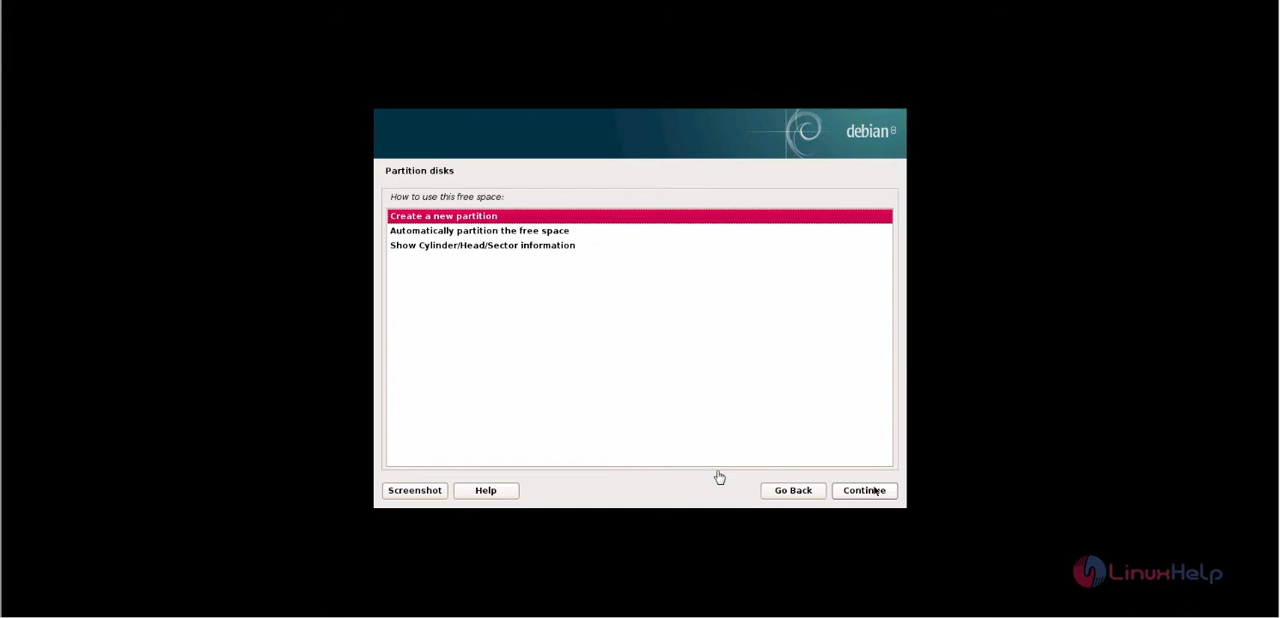 debian 8
Partition disks
How to use this free space:
Create a new partition
Automatically partition the free space
Show Cylinder/Head/Sector information
Screenshot
Help
Go Back
Continue
LinuxHelp